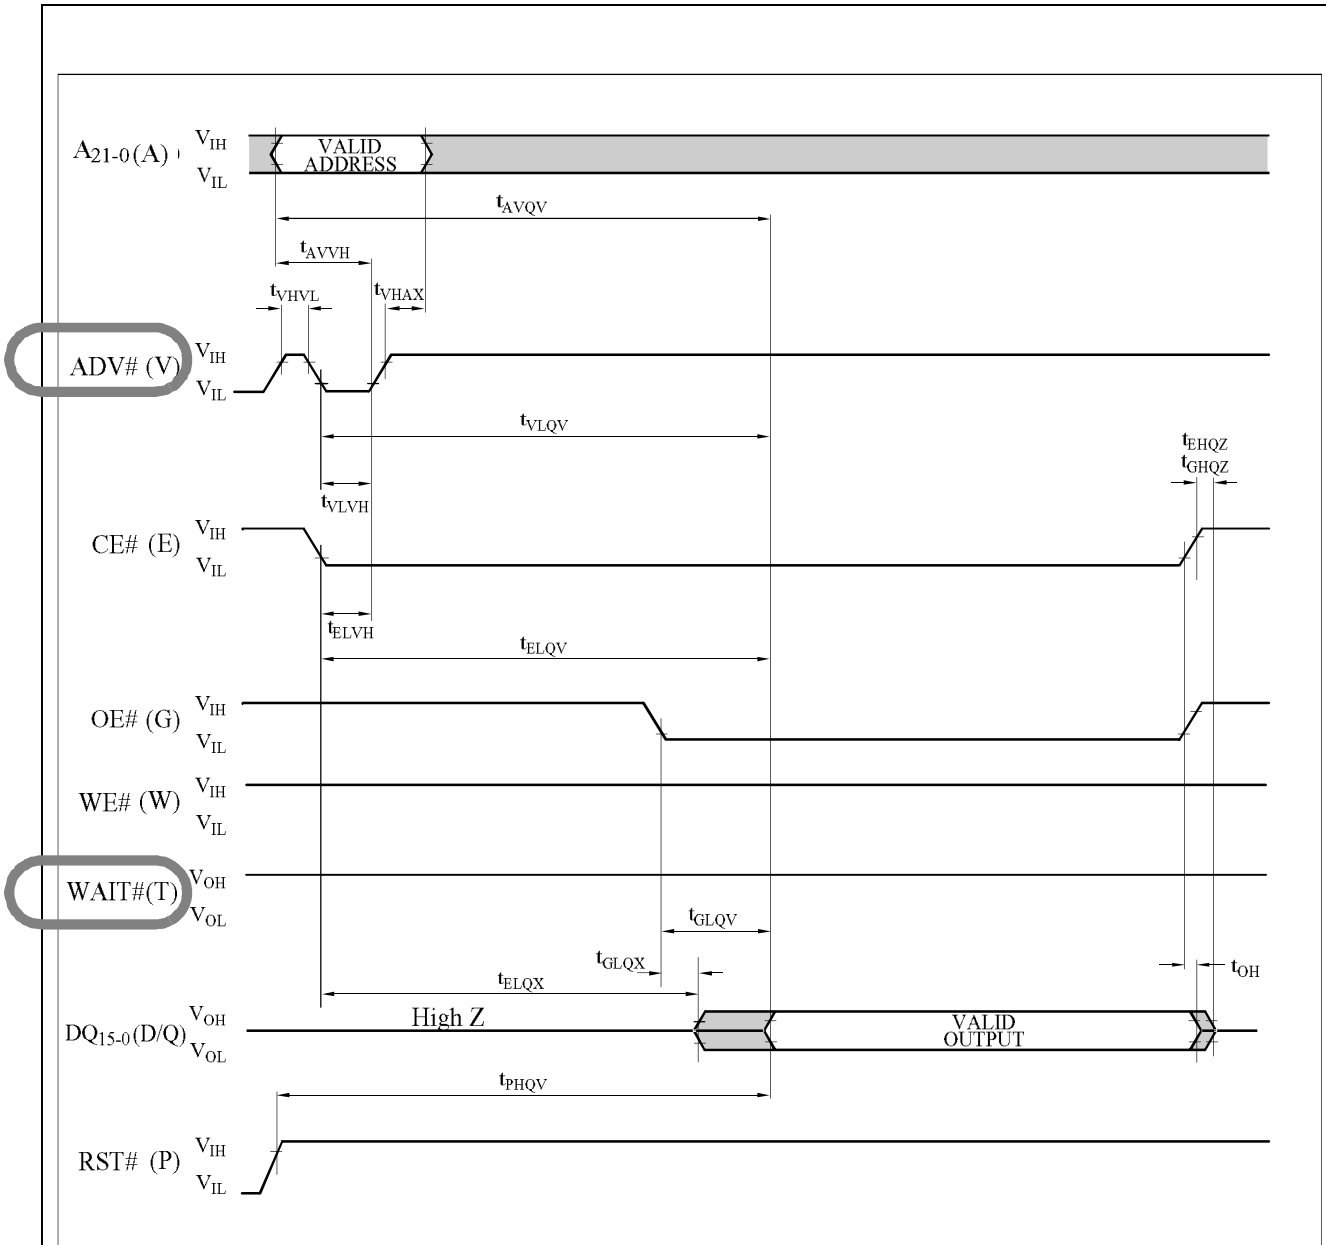 A21-0(A)
VIH
VIL
VALID
ADDRESS
tAVQV
tAVVH
tVHVL
tVHAX
ADV# (V)
VIH
VIL
tVLQV
tEHQZ
tGHQZ
tVLVH
CE# (E)
VIH
VIL
tELVH
tELQV
OE# (G)
VIH
VIL
WE# (W)
VIH
VIL
WAIT#(T)
VOH
VOL
tGLQV
tGLQX
tELQX
tOH
DQ15-0(D/Q)
VOH
VOL
High Z
VALID
OUTPUT
tPHQV
RST# (P)
VIH
VIL